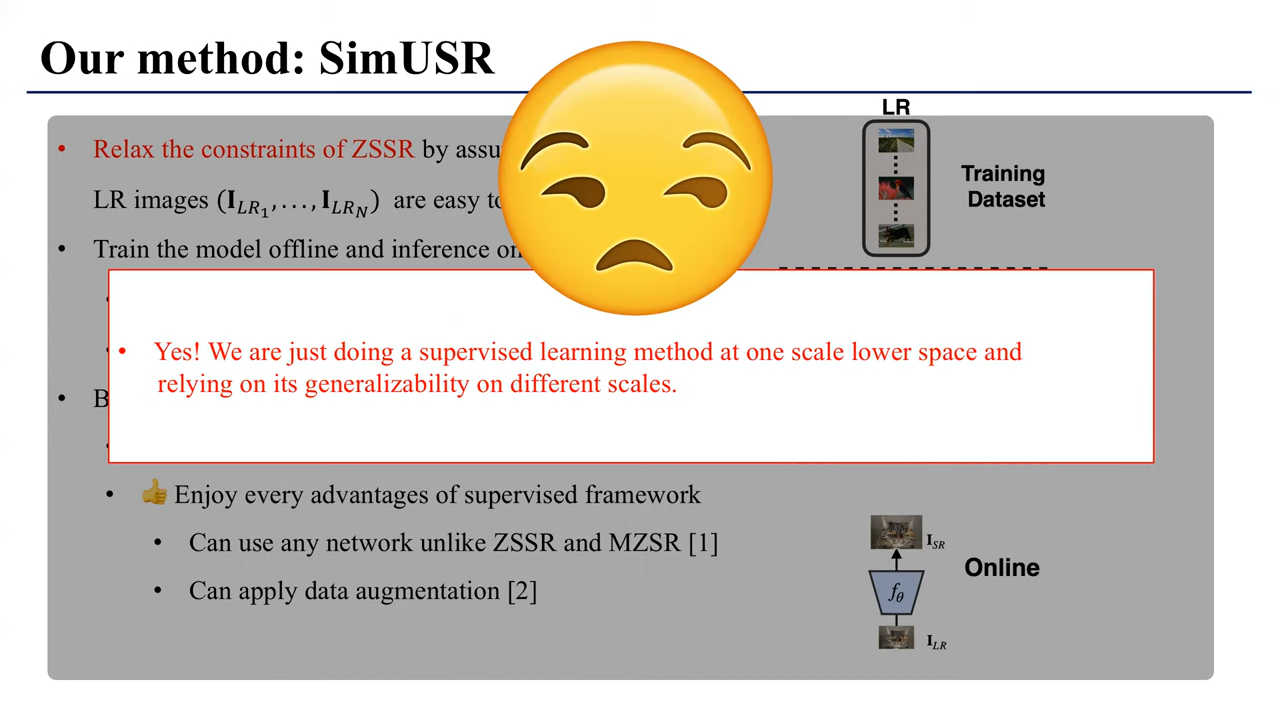 Our method: SimUSR
• Relax the constraints of ZSSR by assu
LR images (I_{LR_1}, . . . , I_{LR_N}) are easy to
• Train the model offline and inference on
• Yes! We are just doing a supervised learning method at one scale lower space and
relying on its generalizability on different scales.
• B
• 👍 Enjoy every advantages of supervised framework
• Can use any network unlike ZSSR and MZSR [1]
• Can apply data augmentation [2]
LR
Training
Dataset
I_{SR}
Online
f_θ
I_{LR}